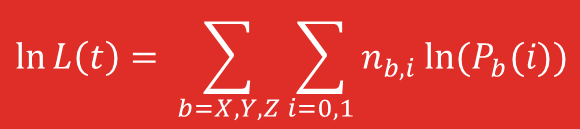 ln L(t) = ∑_{b=X,Y,Z} ∑_{i=0,1} n_{b,i} ln(P_b(i))